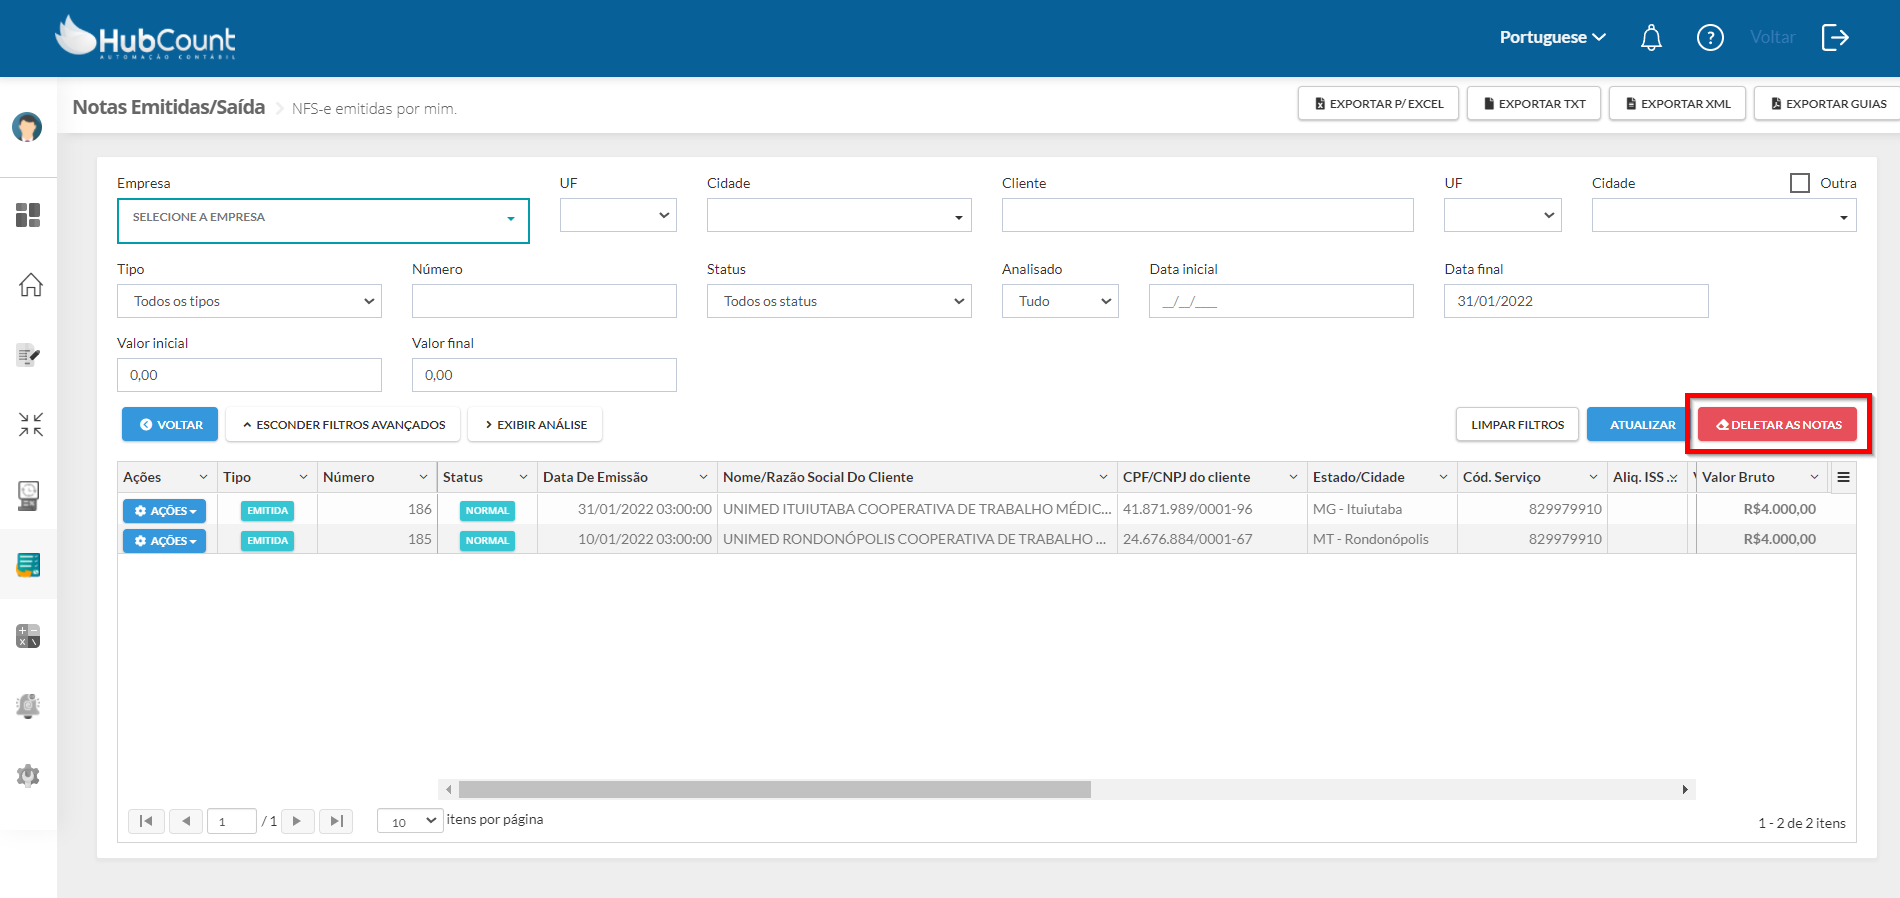 HubCount
AUTOMAÇÃO CONTÁBIL
Portuguese
Voltar
Notas Emitidas/Saída
NFS-e emitidas por mim.
EXPORTAR P/ EXCEL
EXPORTAR TXT
EXPORTAR XML
EXPORTAR GUIAS
Empresa
UF
Cidade
Cliente
UF
Cidade
Outra
SELECIONE A EMPRESA
Tipo
Número
Status
Analisado
Data inicial
Data final
Todos os tipos
Todos os status
Tudo
__/__/____
31/01/2022
Valor inicial
Valor final
0,00
0,00
VOLTAR
ESCONDER FILTROS AVANÇADOS
EXIBIR ANÁLISE
LIMPAR FILTROS
ATUALIZAR
DELETAR AS NOTAS
Ações Tipo Número Status Data De Emissão Nome/Razão Social Do Cliente CPF/CNPJ do cliente Estado/Cidade Cód. Serviço Aliq. ISS ... Valor Bruto
AÇÕES EMITIDA 186 NORMAL 31/01/2022 03:00:00 UNIMED ITUIUTABA COOPERATIVA DE TRABALHO MÉDIC... 41.871.989/0001-96 MG - Ituiutaba 829979910 R$4.000,00
AÇÕES EMITIDA 185 NORMAL 10/01/2022 03:00:00 UNIMED RONDONÓPOLIS COOPERATIVA DE TRABALHO ... 24.676.884/0001-67 MT - Rondonópolis 829979910 R$4.000,00
1 / 1 10 itens por página
1 - 2 de 2 itens